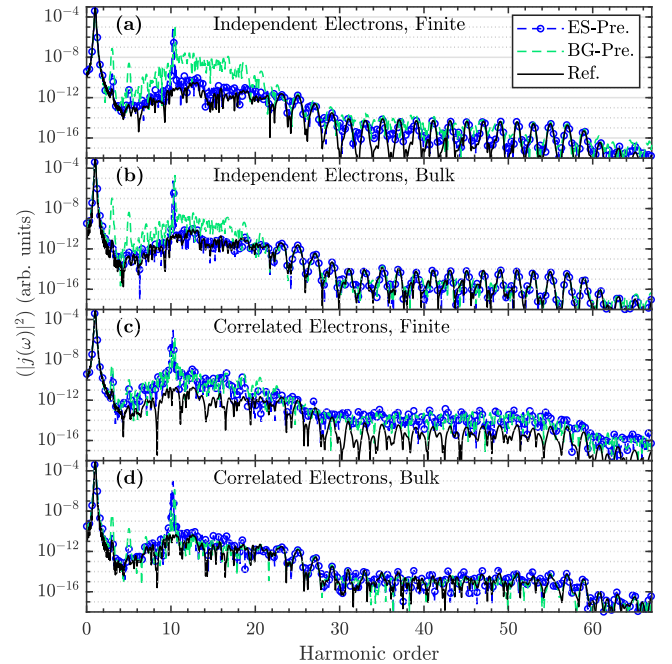 (a) Independent Electrons, Finite
ES-Pre.
BG-Pre.
Ref.
10⁻⁴
10⁻⁸
10⁻¹²
10⁻¹⁶
(b) Independent Electrons, Bulk
10⁻⁴
10⁻⁸
10⁻¹²
10⁻¹⁶
(|j(ω)|²) (arb. units)
(c) Correlated Electrons, Finite
10⁻⁴
10⁻⁸
10⁻¹²
10⁻¹⁶
(d) Correlated Electrons, Bulk
10⁻⁴
10⁻⁸
10⁻¹²
10⁻¹⁶
0 10 20 30 40 50 60
Harmonic order